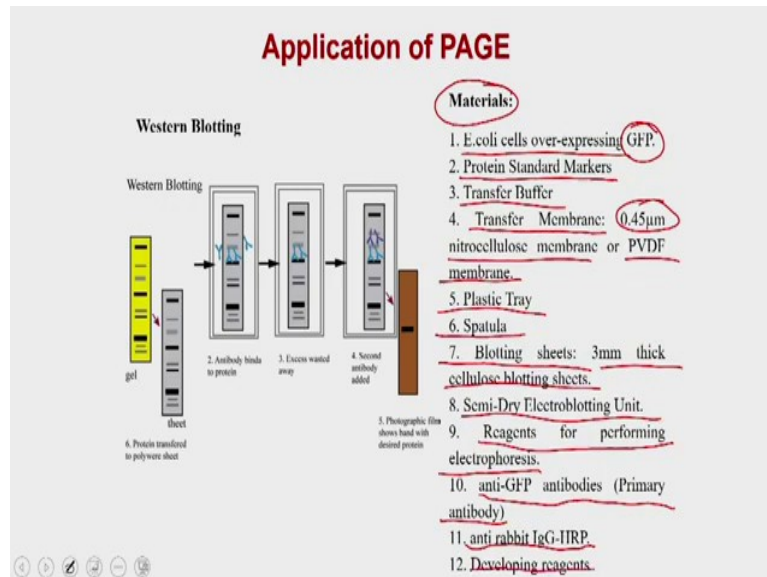 Application of PAGE
Western Blotting
Western Blotting
gel
theet
6. Protein transfered
to polywere sheet
2. Antibody binda
to protein
3. Excess wasted
away
4. Second
antibody
added
5. Photographic film
shows band with
desired protein
Materials:
1. E.coli cells over-expressing GFP.
2. Protein Standard Markers
3. Transfer Buffer
4. Transfer Membrane: 0.45µm
nitrocellulose membrane or PVDF
membrane.
5. Plastic Tray
6. Spatula
7. Blotting sheets: 3mm thick
cellulose blotting sheets.
8. Semi-Dry Electroblotting Unit.
9. Reagents for performing
electrophoresis.
10. anti-GFP antibodies (Primary
antibody)
11. anti rabbit IgG-HRP.
12. Developing reagents